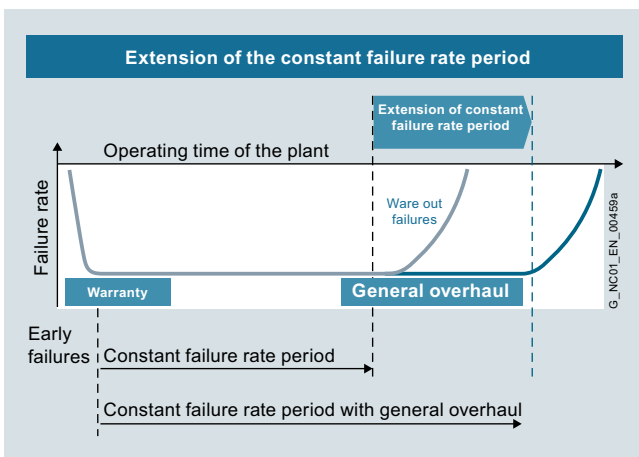 Extension of the constant failure rate period
Extension of constant
failure rate period
Operating time of the plant
Failure rate
Ware out
failures
G_NC01_EN_00459a
Warranty
General overhaul
Early
failures
Constant failure rate period
Constant failure rate period with general overhaul